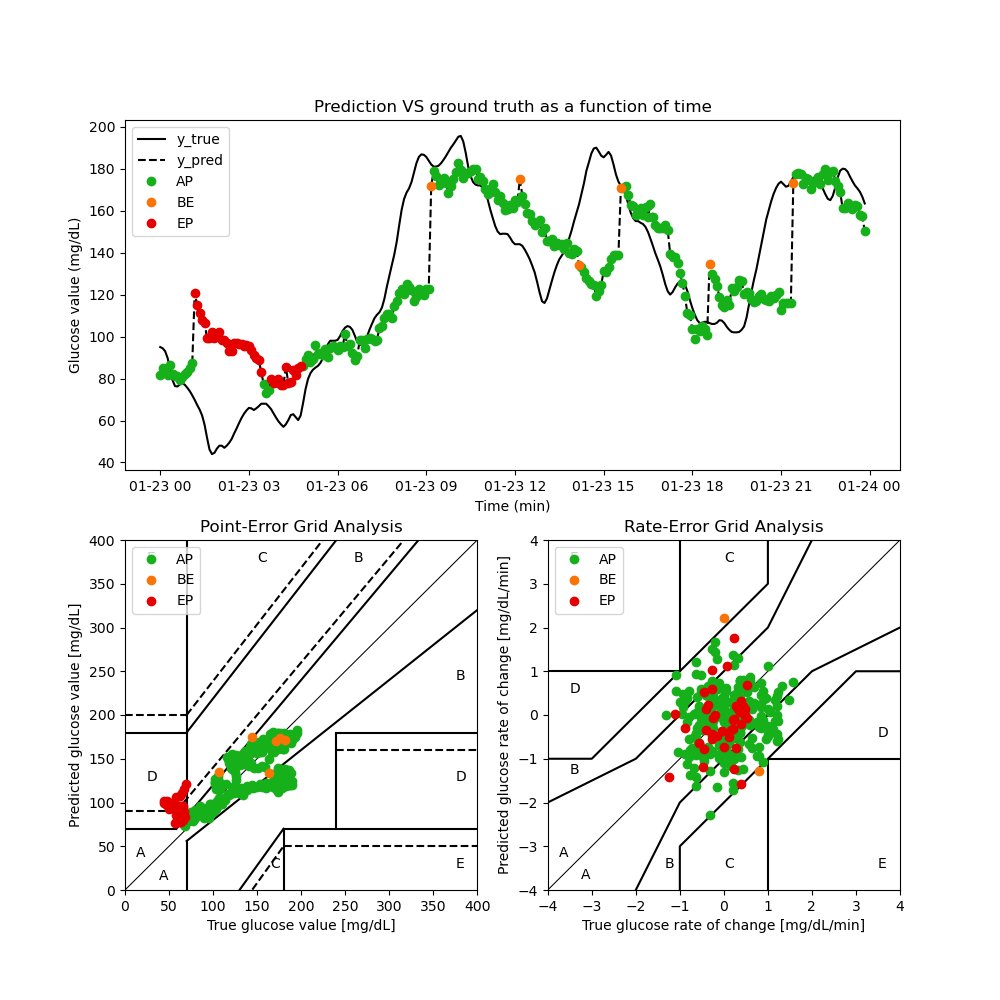 Prediction VS ground truth as a function of time
Glucose value (mg/dL)
200
180
160
140
120
100
80
60
40
y_true
y_pred
AP
BE
EP
01-23 00 01-23 03 01-23 06 01-23 09 01-23 12 01-23 15 01-23 18 01-23 21 01-24 00
Time (min)
Point-Error Grid Analysis
Predicted glucose value [mg/dL]
400
350
300
250
200
150
100
50
0
AP
BE
EP
C
B
B
D
D
A
A
C
E
0 50 100 150 200 250 300 350 400
True glucose value [mg/dL]
Rate-Error Grid Analysis
Predicted glucose rate of change [mg/dL/min]
4
3
2
1
0
−1
−2
−3
−4
AP
BE
EP
C
D
D
B
A
A
B
C
E
−4 −3 −2 −1 0 1 2 3 4
True glucose rate of change [mg/dL/min]